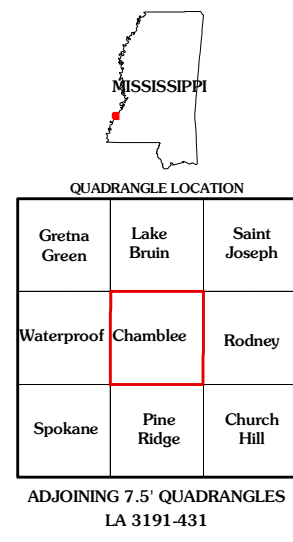 MISSISSIPPI
QUADRANGLE LOCATION
Gretna
Green
Lake
Bruin
Saint
Joseph
Waterproof
Chamblee
Rodney
Spokane
Pine
Ridge
Church
Hill
ADJOINING 7.5' QUADRANGLES
LA 3191-431